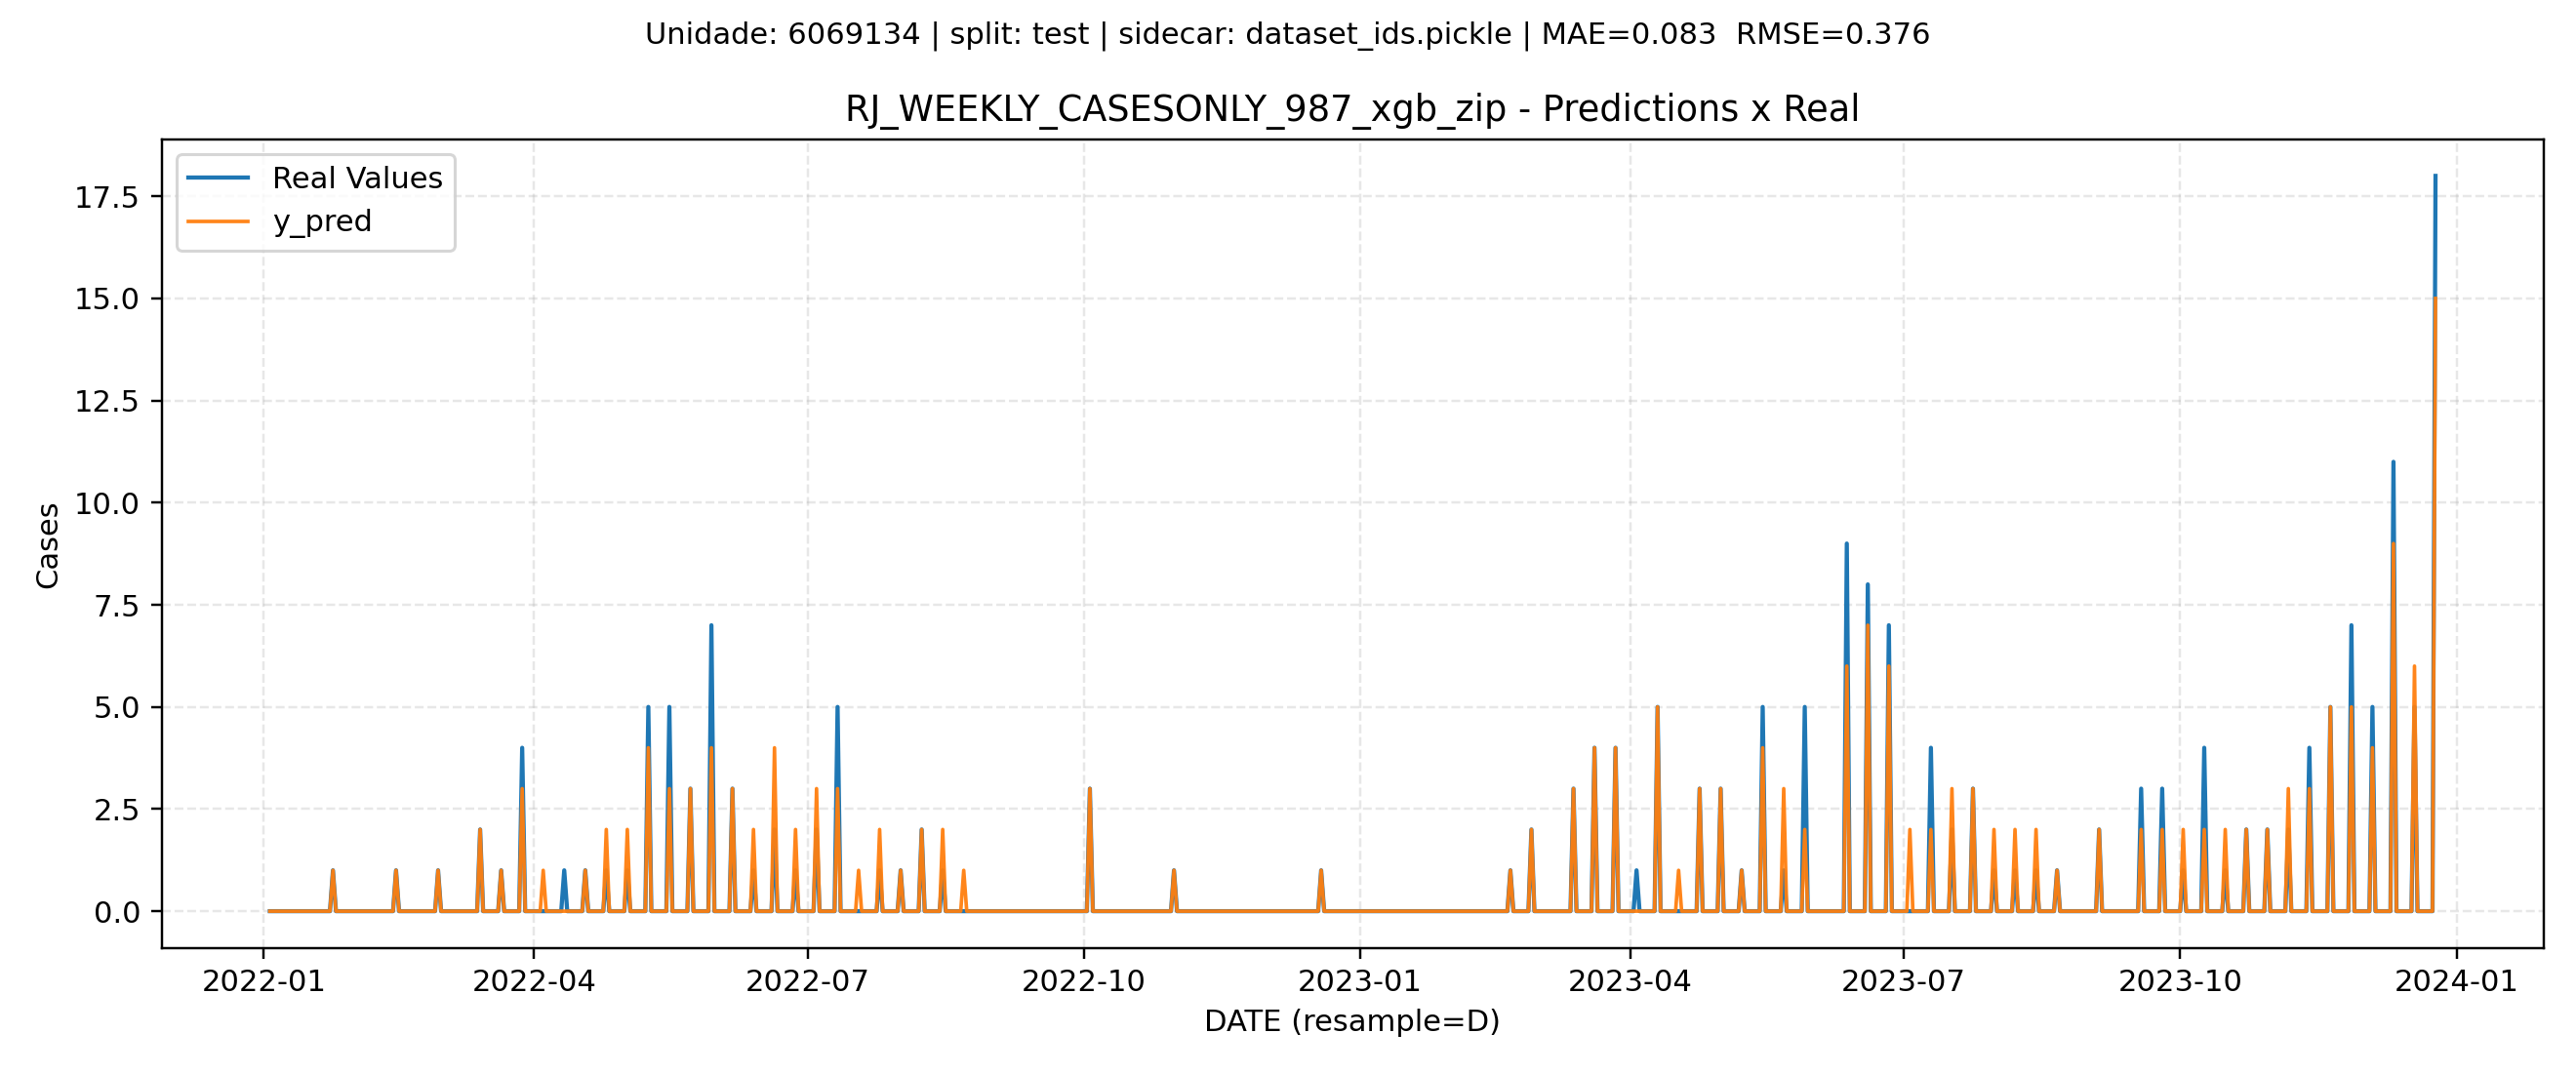 Unidade: 6069134 | split: test | sidecar: dataset_ids.pickle | MAE=0.083  RMSE=0.376
RJ_WEEKLY_CASESONLY_987_xgb_zip - Predictions x Real
Real Values
y_pred
17.5
15.0
12.5
10.0
7.5
5.0
2.5
0.0
Cases
2022-01 2022-04 2022-07 2022-10 2023-01 2023-04 2023-07 2023-10 2024-01
DATE (resample=D)